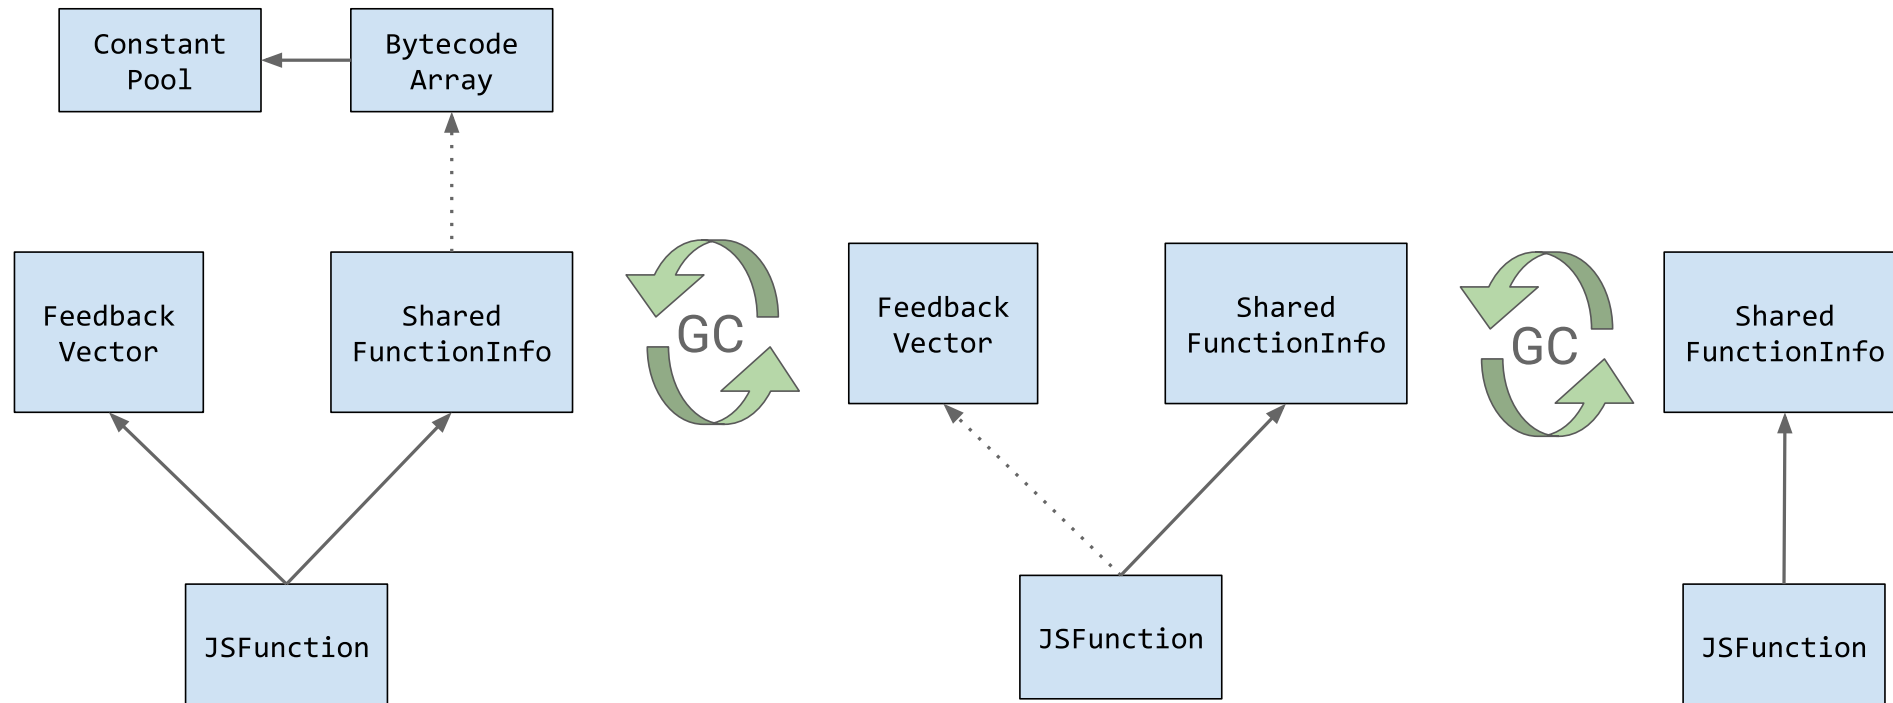 Constant
Pool
Bytecode
Array
Feedback
Vector
Shared
FunctionInfo
JSFunction
GC
Feedback
Vector
Shared
FunctionInfo
JSFunction
GC
Shared
FunctionInfo
JSFunction